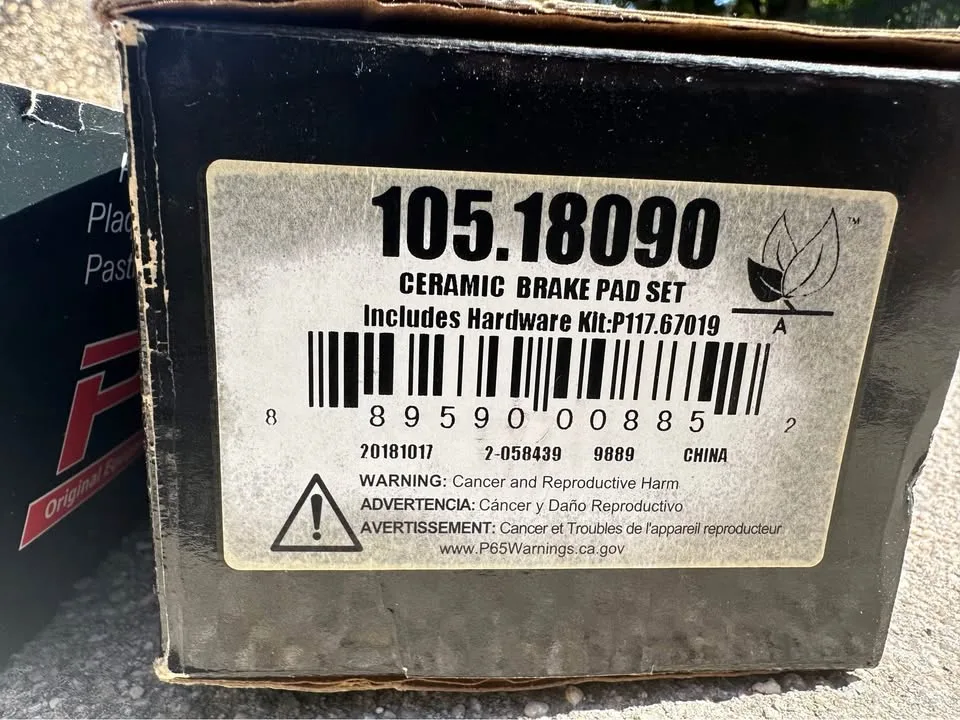 105.18090
TM
CERAMIC BRAKE PAD SET
Includes Hardware Kit:P117.67019
A
8 89590 00885 2
20181017 2-058439 9889 CHINA
WARNING: Cancer and Reproductive Harm
ADVERTENCIA: Cáncer y Daño Reproductivo
AVERTISSEMENT: Cancer et Troubles de l'appareil reproducteur
www.P65Warnings.ca.gov
Original